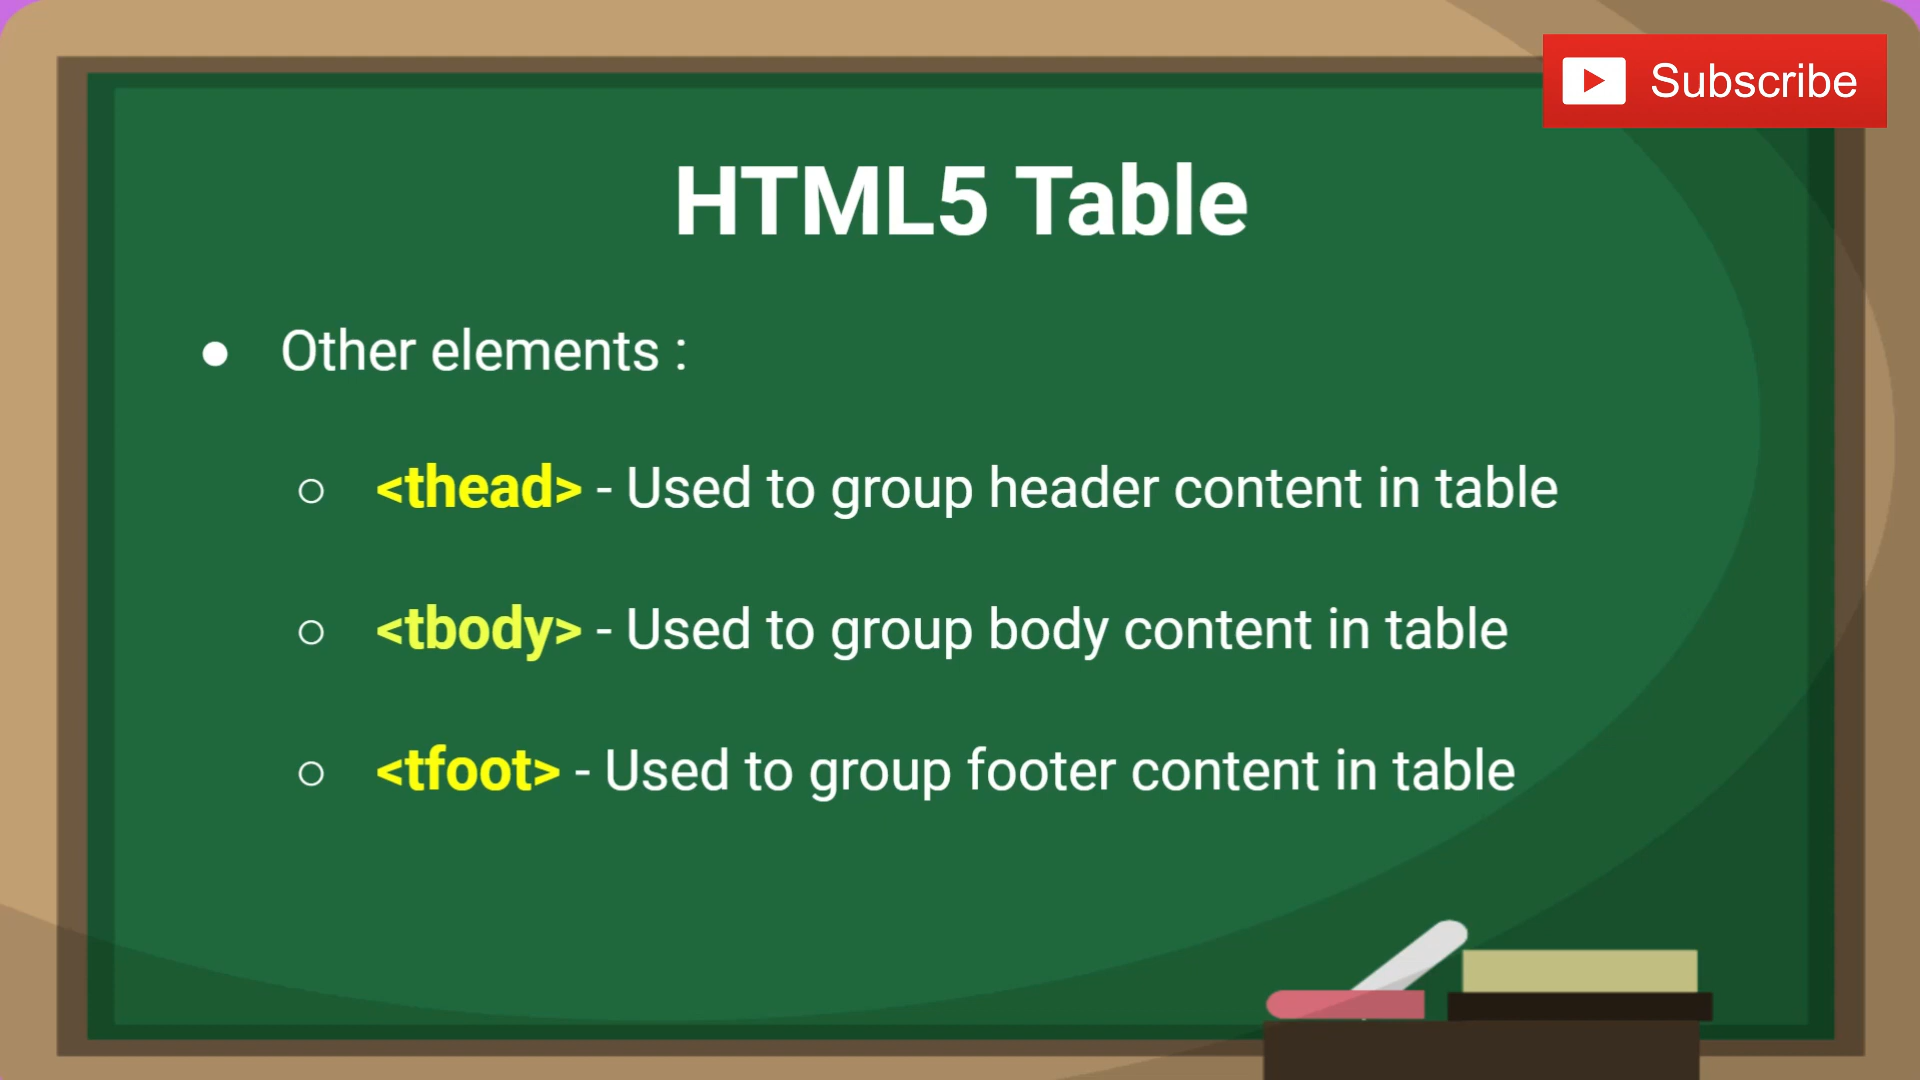 Subscribe
HTML5 Table
● Other elements :
○ <thead> - Used to group header content in table
○ <tbody> - Used to group body content in table
○ <tfoot> - Used to group footer content in table